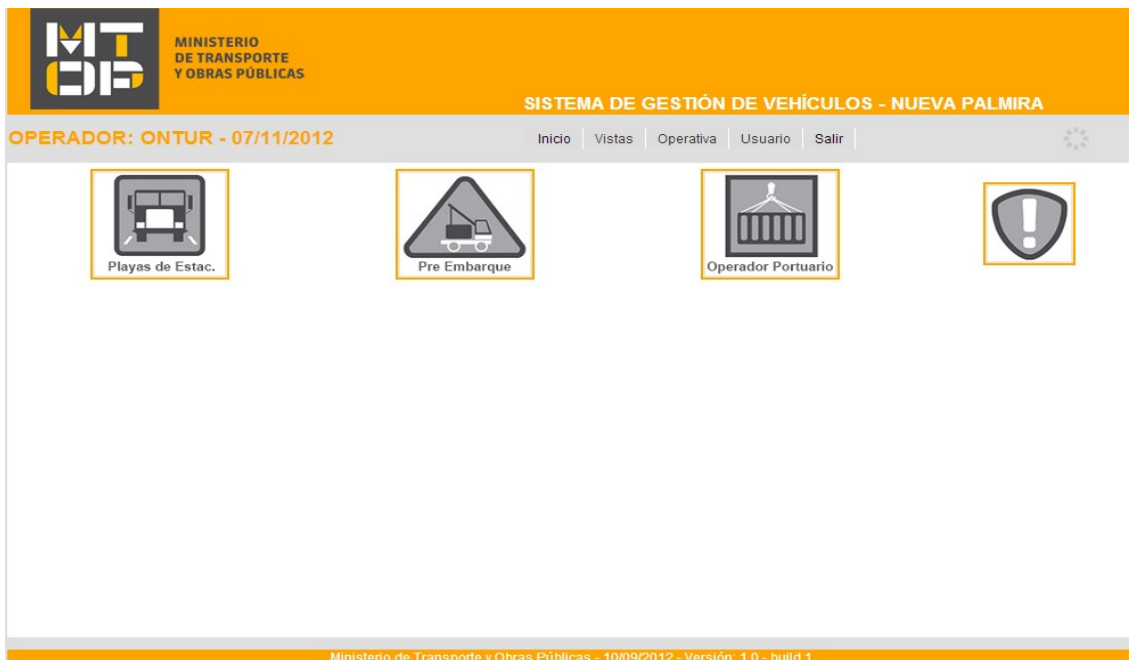 MT
OP
MINISTERIO
DE TRANSPORTE
Y OBRAS PÚBLICAS
SISTEMA DE GESTIÓN DE VEHÍCULOS - NUEVA PALMIRA
OPERADOR: ONTUR - 07/11/2012
Inicio Vistas Operativa Usuario Salir
Playas de Estac.
Pre Embarque
Operador Portuario
Ministerio de Transporte y Obras Públicas - 10/09/2012 - Versión: 1.0 - build 1